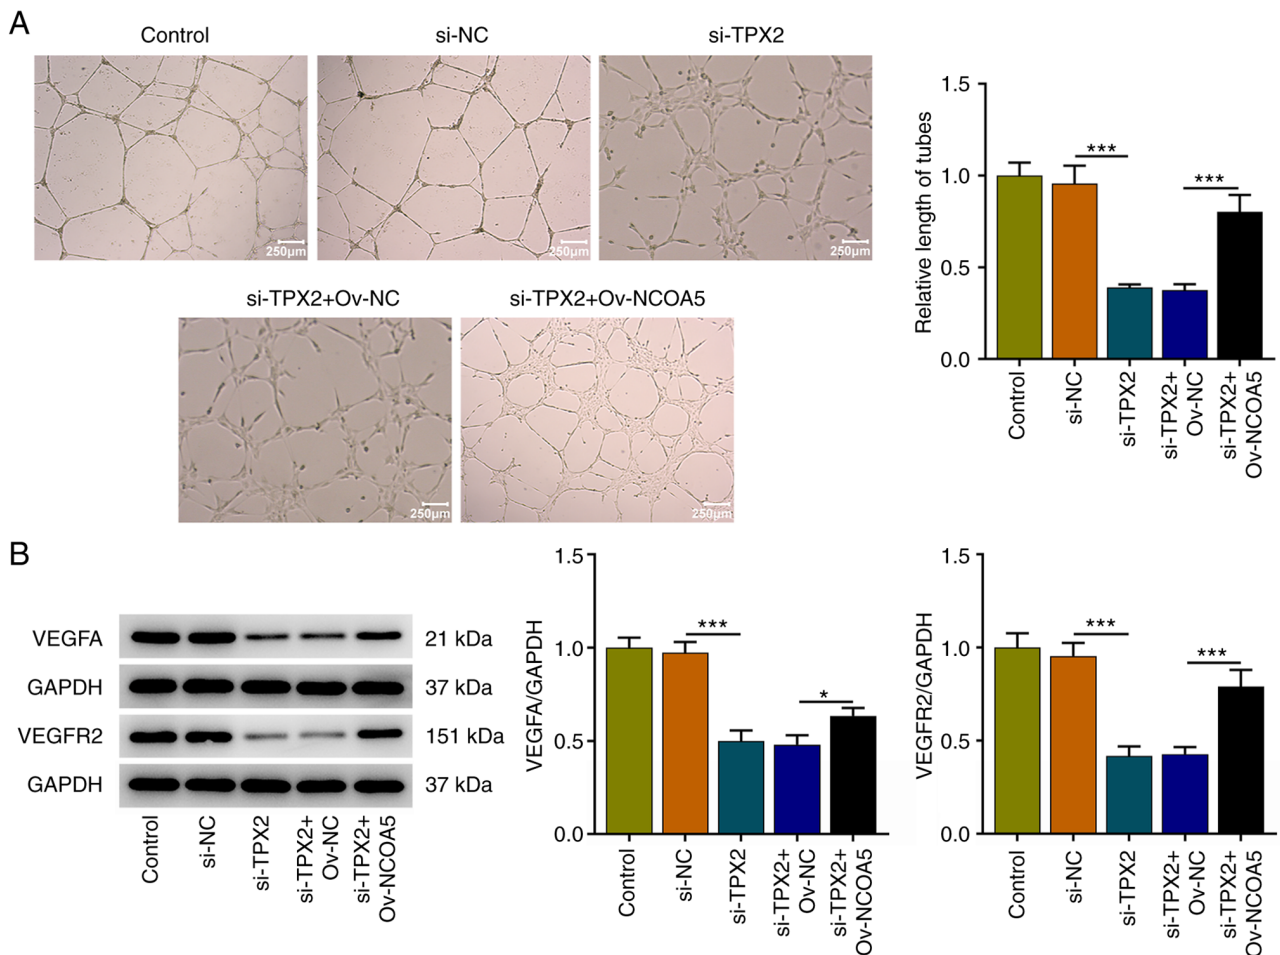 A
Control
si-NC
si-TPX2
250μm
250μm
250μm
si-TPX2+Ov-NC
si-TPX2+Ov-NCOA5
250μm
250μm
Relative length of tubes
1.5
1.0
0.5
0.0
***
***
Control
si-NC
si-TPX2
si-TPX2+
Ov-NC
si-TPX2+
Ov-NCOA5
B
VEGFA
21 kDa
GAPDH
37 kDa
VEGFR2
151 kDa
GAPDH
37 kDa
Control
si-NC
si-TPX2
si-TPX2+
Ov-NC
si-TPX2+
Ov-NCOA5
VEGFA/GAPDH
1.5
1.0
0.5
0.0
***
*
Control
si-NC
si-TPX2
si-TPX2+
Ov-NC
si-TPX2+
Ov-NCOA5
VEGFR2/GAPDH
1.5
1.0
0.5
0.0
***
***
Control
si-NC
si-TPX2
si-TPX2+
Ov-NC
si-TPX2+
Ov-NCOA5